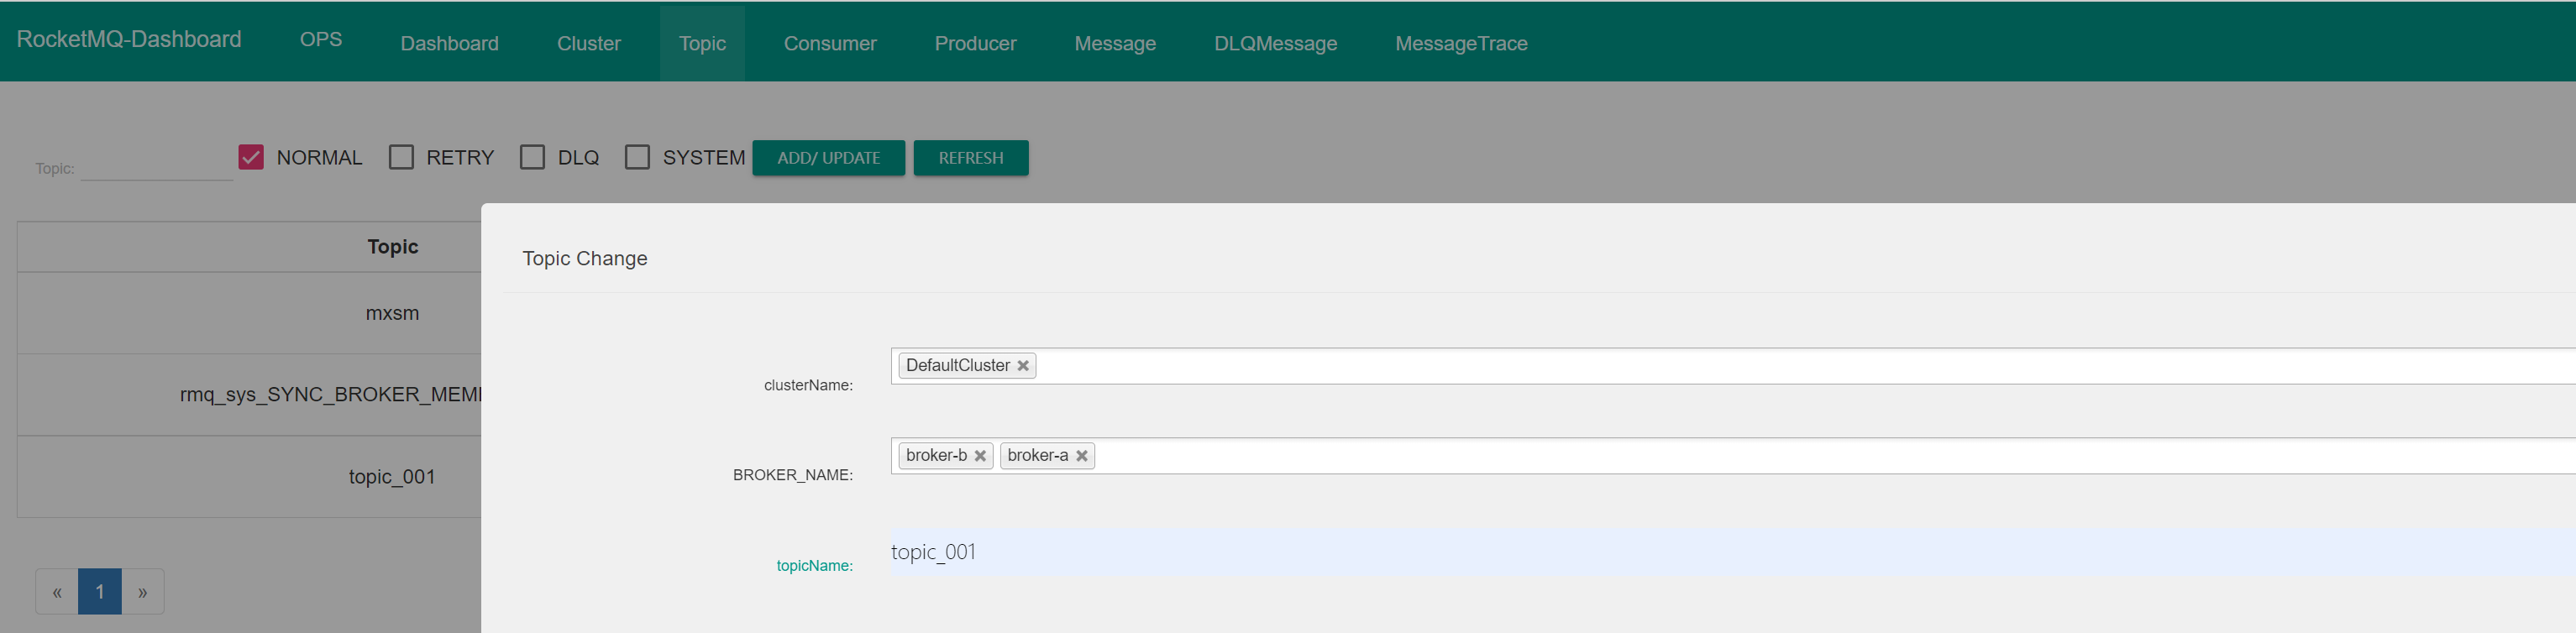 RocketMQ-Dashboard OPS Dashboard Cluster Topic Consumer Producer Message DLQMessage MessageTrace
Topic: NORMAL RETRY DLQ SYSTEM ADD/ UPDATE REFRESH
Topic
mxsm
rmq_sys_SYNC_BROKER_MEM
topic_001
« 1 »
Topic Change
clusterName: DefaultCluster ×
BROKER_NAME: broker-b × broker-a ×
topicName: topic_001